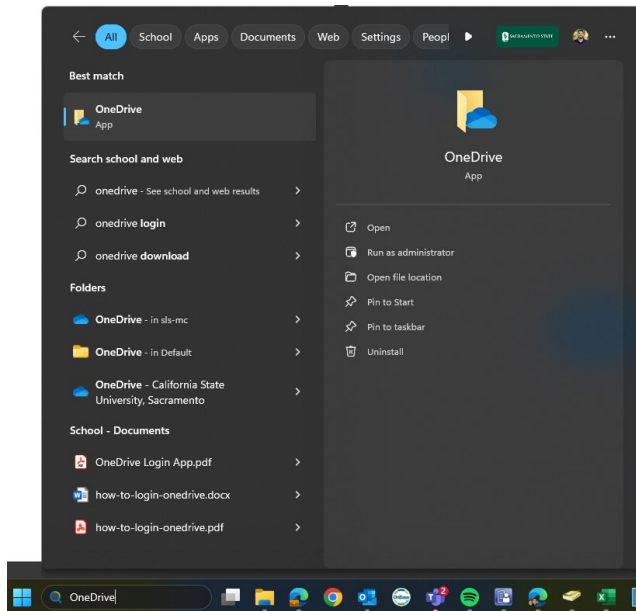 All School Apps Documents Web Settings Peopl SACRAMENTO STATE ...
Best match
OneDrive
App
Search school and web
onedrive - See school and web results
onedrive login
onedrive download
Folders
OneDrive - in sls-mc
OneDrive - in Default
OneDrive - California State
University, Sacramento
School - Documents
OneDrive Login App.pdf
how-to-login-onedrive.docx
how-to-login-onedrive.pdf
OneDrive
App
Open
Run as administrator
Open file location
Pin to Start
Pin to taskbar
Uninstall
OneDrive
2